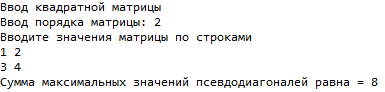 Ввод квадратной матрицы
Ввод порядка матрицы: 2
Вводите значения матрицы по строками
1 2
3 4
Сумма максимальных значений псевдодиагоналей равна = 8